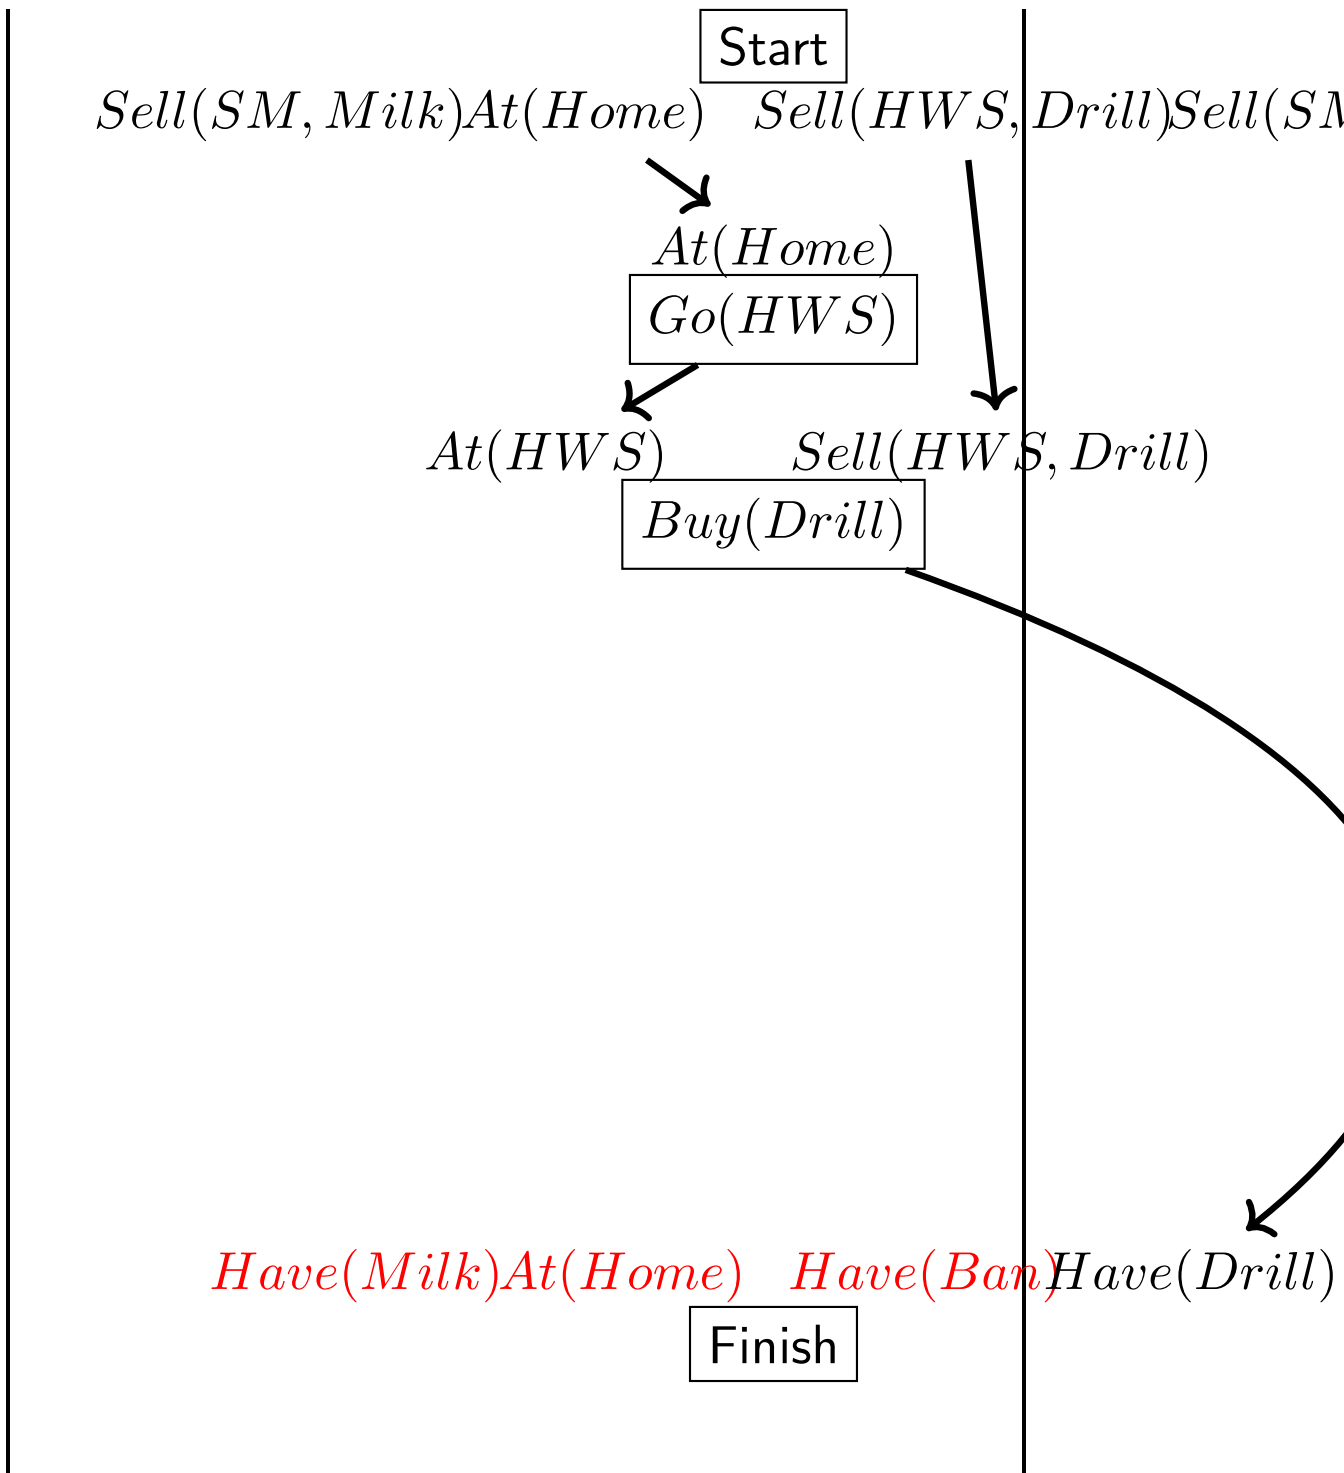 Start
Sell(SM, Milk)At(Home) Sell(HWS, Drill)Sell(SM
At(Home)
Go(HWS)
At(HWS) Sell(HWS, Drill)
Buy(Drill)
Have(Milk)At(Home) Have(Ban)Have(Drill)
Finish